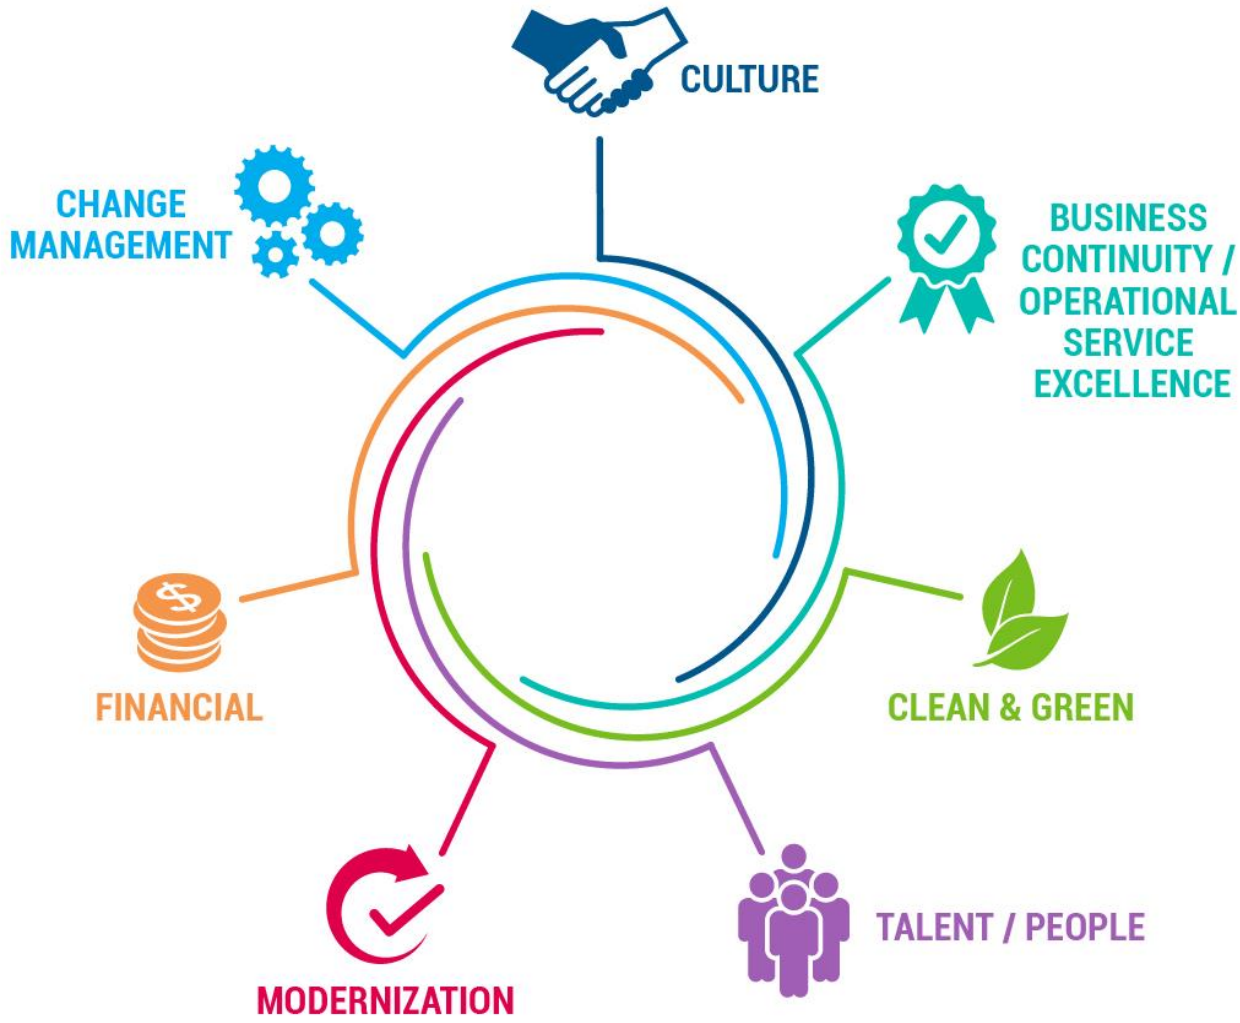 CULTURE
CHANGE
MANAGEMENT
BUSINESS
CONTINUITY /
OPERATIONAL
SERVICE
EXCELLENCE
$
FINANCIAL
CLEAN & GREEN
TALENT / PEOPLE
MODERNIZATION